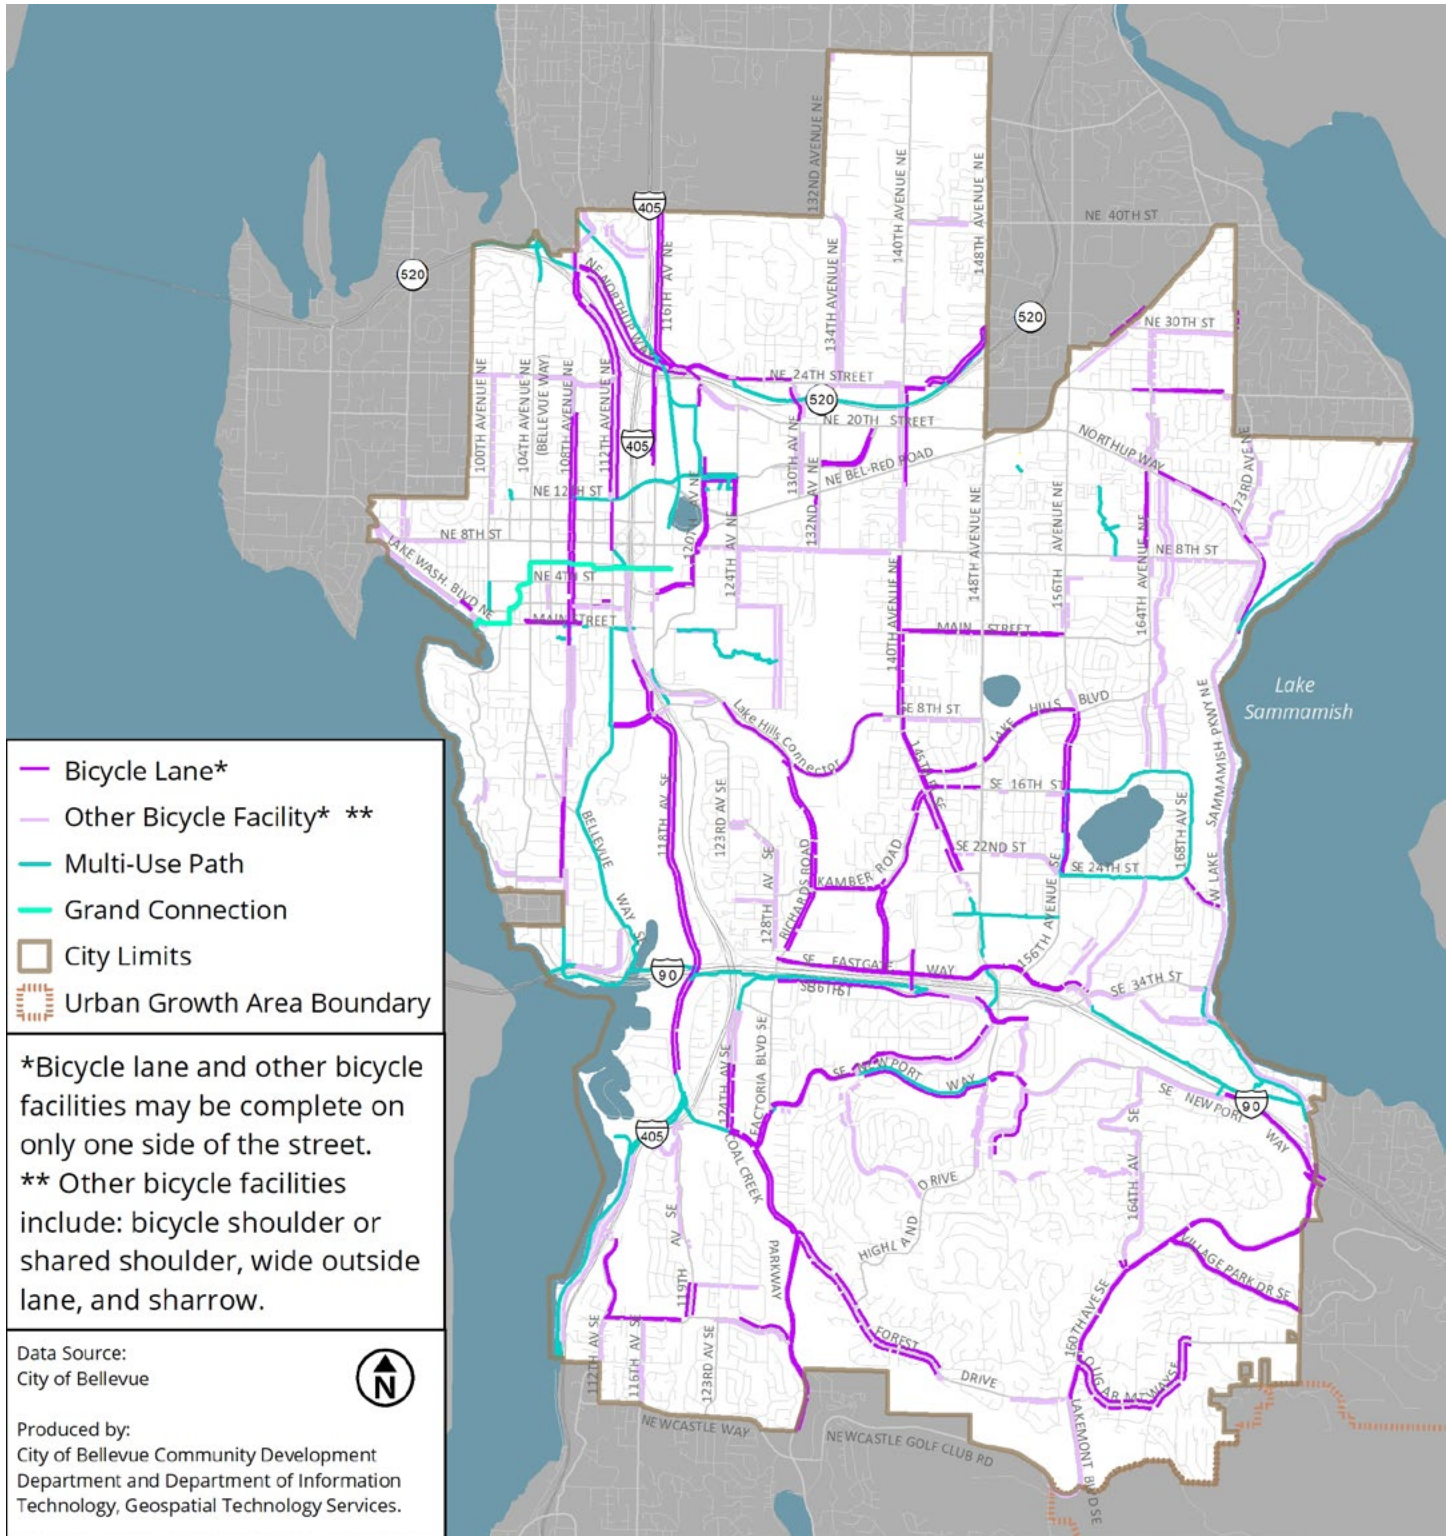 132ND AVENUE NE
140TH AVENUE NE
148TH AVENUE NE
NE 40TH ST
405
520
NE NORTHUP WAY
116TH AV NE
134TH AVENUE NE
520
NE 30TH ST
100TH AVENUE NE
104TH AVENUE NE
(BELLEVUE WAY)
108TH AVENUE NE
112TH AVENUE NE
NE 24TH STREET
520
NE 20TH STREET
405
NORTHUP WAY
130TH AV NE
132ND AV NE
NE BEL-RED ROAD
173RD AVE NE
NE 12TH ST
120TH AV NE
124TH AV NE
148TH AVENUE NE
156TH AVENUE NE
164TH AVENUE NE
NE 8TH ST
NE 8TH ST
LAKE WASH. BLVD NE
NE 4TH ST
MAIN STREET
140TH AVENUE NE
MAIN STREET
Lake
Sammamish
W LAKE SAMMAMISH PKWY NE
Lake Hills Connector
SE 8TH ST
LAKE HILLS BLVD
SE 16TH ST
118TH AV SE
123RD AV SE
BELLEVUE WAY SE
128TH AV SE
RICHARDS ROAD
KAMBER ROAD
SE 22ND ST
SE 24TH ST
168TH AV SE
156TH AVENUE SE
90
SE EASTGATE WAY
SE 34TH ST
124TH AV SE
FACTORIA BLVD SE
SE NEWPORT WAY
SE NEWPORT WAY
90
405
COAL CREEK
PARKWAY
164TH AV SE
HIGHLAND DRIVE
119TH AV SE
VILLAGE PARK DR SE
160TH AVE SE
FOREST DRIVE
112TH AV SE
116TH AV SE
123RD AV SE
LAKEMONT BLVD SE
NEWCASTLE WAY
NEWCASTLE GOLF CLUB RD
Bicycle Lane*
Other Bicycle Facility* **
Multi-Use Path
Grand Connection
City Limits
Urban Growth Area Boundary
*Bicycle lane and other bicycle
facilities may be complete on
only one side of the street.
** Other bicycle facilities
include: bicycle shoulder or
shared shoulder, wide outside
lane, and sharrow.
Data Source:
City of Bellevue
N
Produced by:
City of Bellevue Community Development
Department and Department of Information
Technology, Geospatial Technology Services.